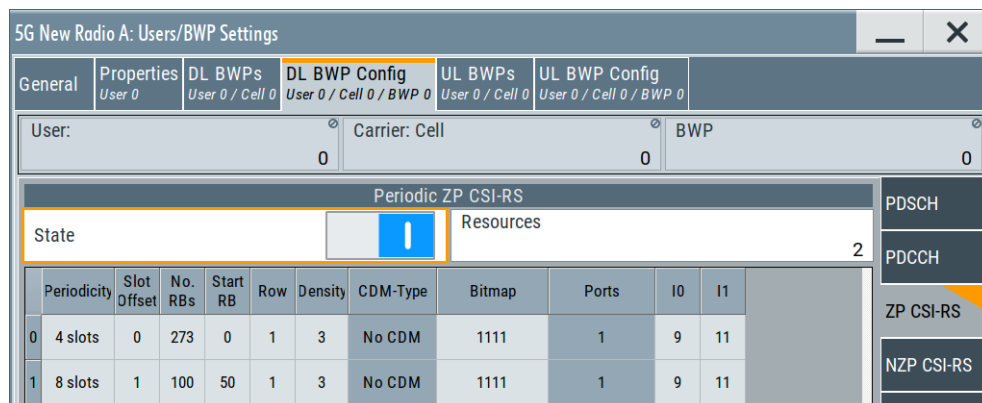 5G New Radio A: Users/BWP Settings
General
Properties
User 0
DL BWPs
User 0 / Cell 0
DL BWP Config
User 0 / Cell 0 / BWP 0
UL BWPs
User 0 / Cell 0
UL BWP Config
User 0 / Cell 0 / BWP 0
User:
0
Carrier: Cell
0
BWP
0
Periodic ZP CSI-RS
State
Resources
2
Periodicity Slot Offset No. RBs Start RB Row Density CDM-Type Bitmap Ports I0 I1
0 4 slots 0 273 0 1 3 No CDM 1111 1 9 11
1 8 slots 1 100 50 1 3 No CDM 1111 1 9 11
PDSCH
PDCCH
ZP CSI-RS
NZP CSI-RS